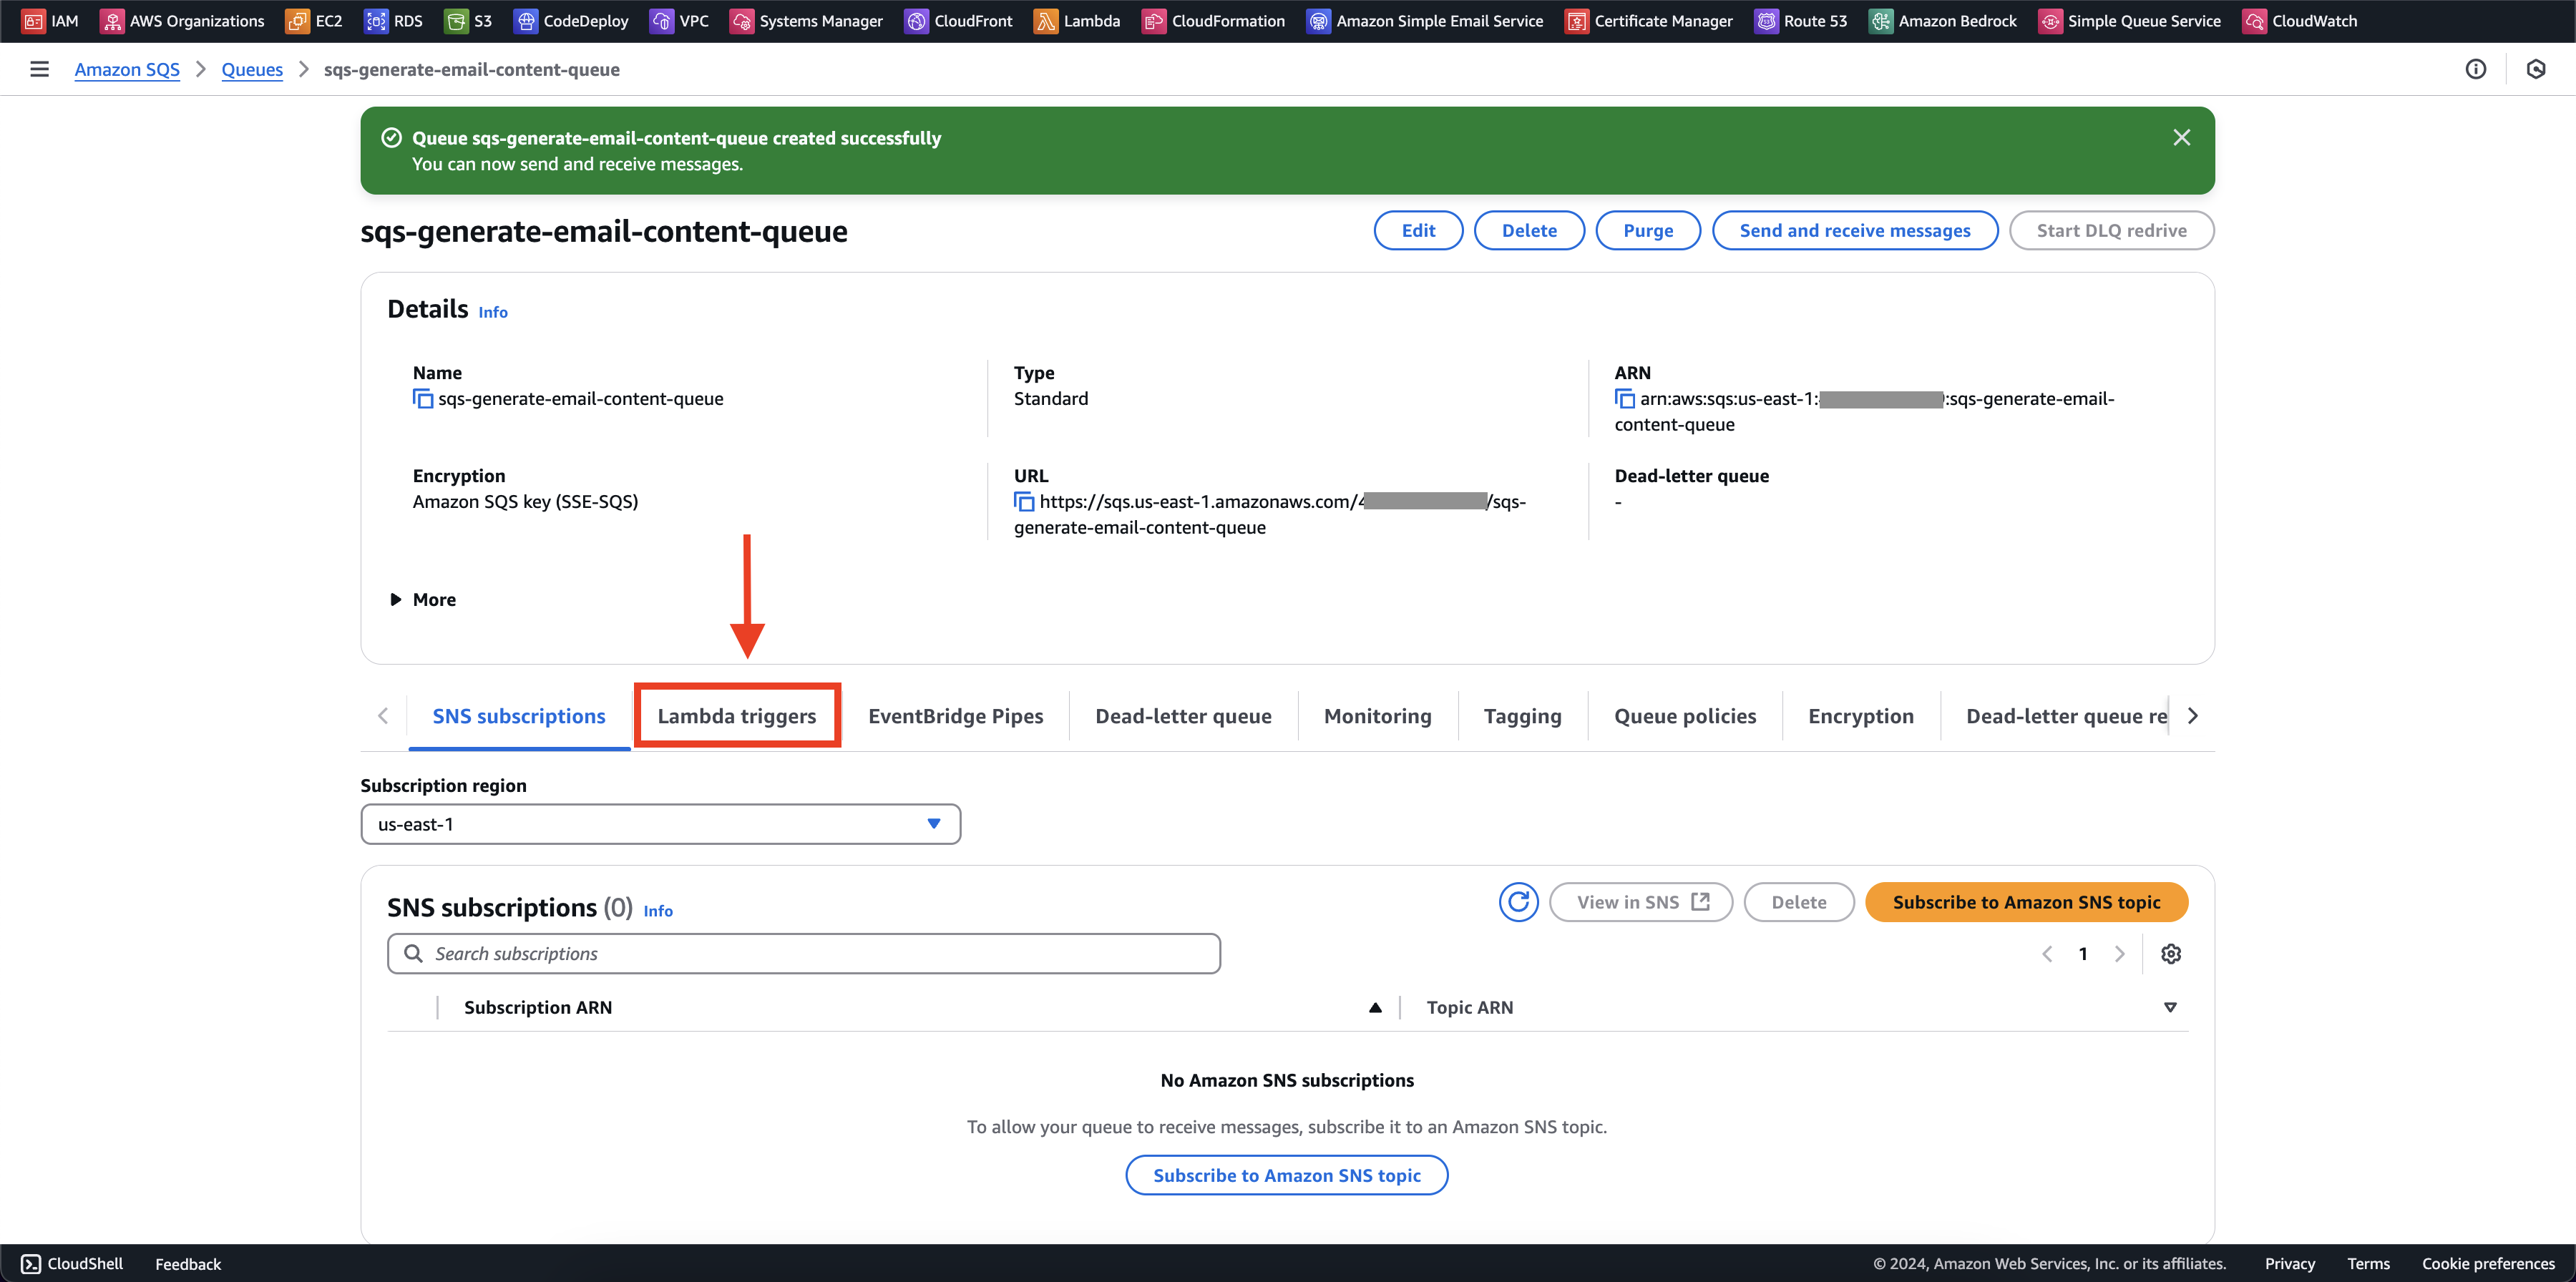 IAM AWS Organizations EC2 RDS S3 CodeDeploy VPC Systems Manager CloudFront Lambda CloudFormation Amazon Simple Email Service Certificate Manager Route 53 Amazon Bedrock Simple Queue Service CloudWatch
Amazon SQS > Queues > sqs-generate-email-content-queue
Queue sqs-generate-email-content-queue created successfully
You can now send and receive messages.
sqs-generate-email-content-queue
Edit Delete Purge Send and receive messages Start DLQ redrive
Details Info
Name
sqs-generate-email-content-queue
Type
Standard
ARN
arn:aws:sqs:us-east-1: :sqs-generate-email-
content-queue
Encryption
Amazon SQS key (SSE-SQS)
URL
https://sqs.us-east-1.amazonaws.com/4 /sqs-
generate-email-content-queue
Dead-letter queue
-
More
SNS subscriptions Lambda triggers EventBridge Pipes Dead-letter queue Monitoring Tagging Queue policies Encryption Dead-letter queue re
Subscription region
us-east-1
SNS subscriptions (0) Info
View in SNS Delete Subscribe to Amazon SNS topic
Search subscriptions
1
Subscription ARN Topic ARN
No Amazon SNS subscriptions
To allow your queue to receive messages, subscribe it to an Amazon SNS topic.
Subscribe to Amazon SNS topic
CloudShell Feedback © 2024, Amazon Web Services, Inc. or its affiliates. Privacy Terms Cookie preferences